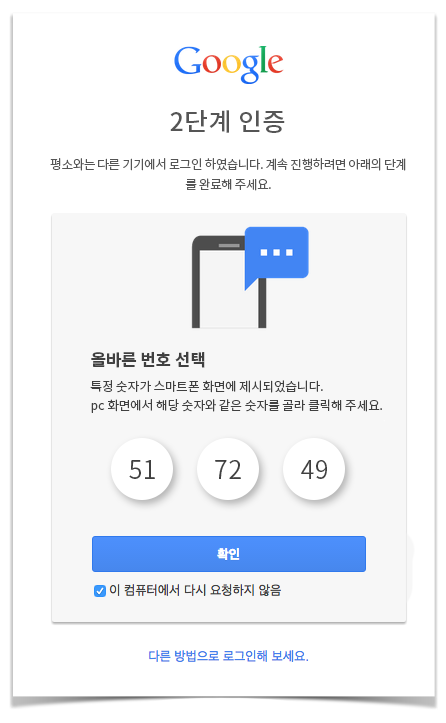 Google
2단계 인증
평소와는 다른 기기에서 로그인 하였습니다. 계속 진행하려면 아래의 단계
를 완료해 주세요.
올바른 번호 선택
특정 숫자가 스마트폰 화면에 제시되었습니다.
pc 화면에서 해당 숫자와 같은 숫자를 골라 클릭해 주세요.
51 72 49
확인
이 컴퓨터에서 다시 요청하지 않음
다른 방법으로 로그인해 보세요.